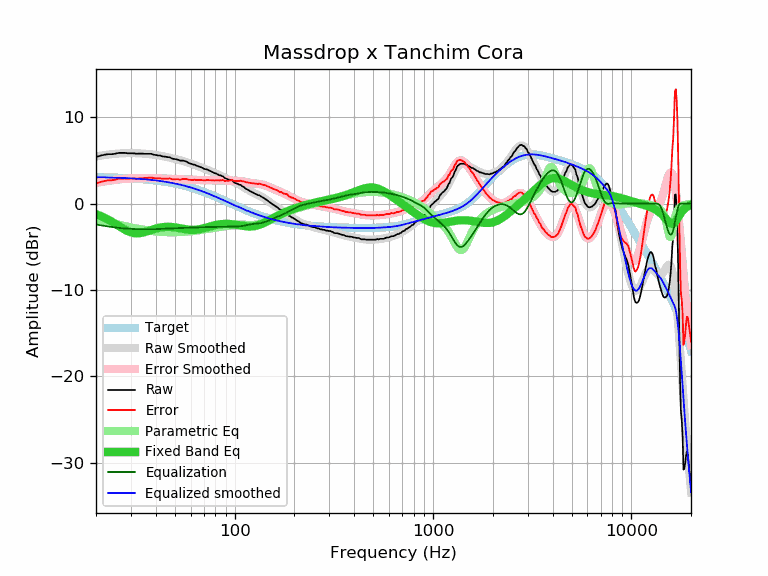 Massdrop x Tanchim Cora
10
0
−10
−20
−30
Amplitude (dBr)
Target
Raw Smoothed
Error Smoothed
Raw
Error
Parametric Eq
Fixed Band Eq
Equalization
Equalized smoothed
100
1000
10000
Frequency (Hz)